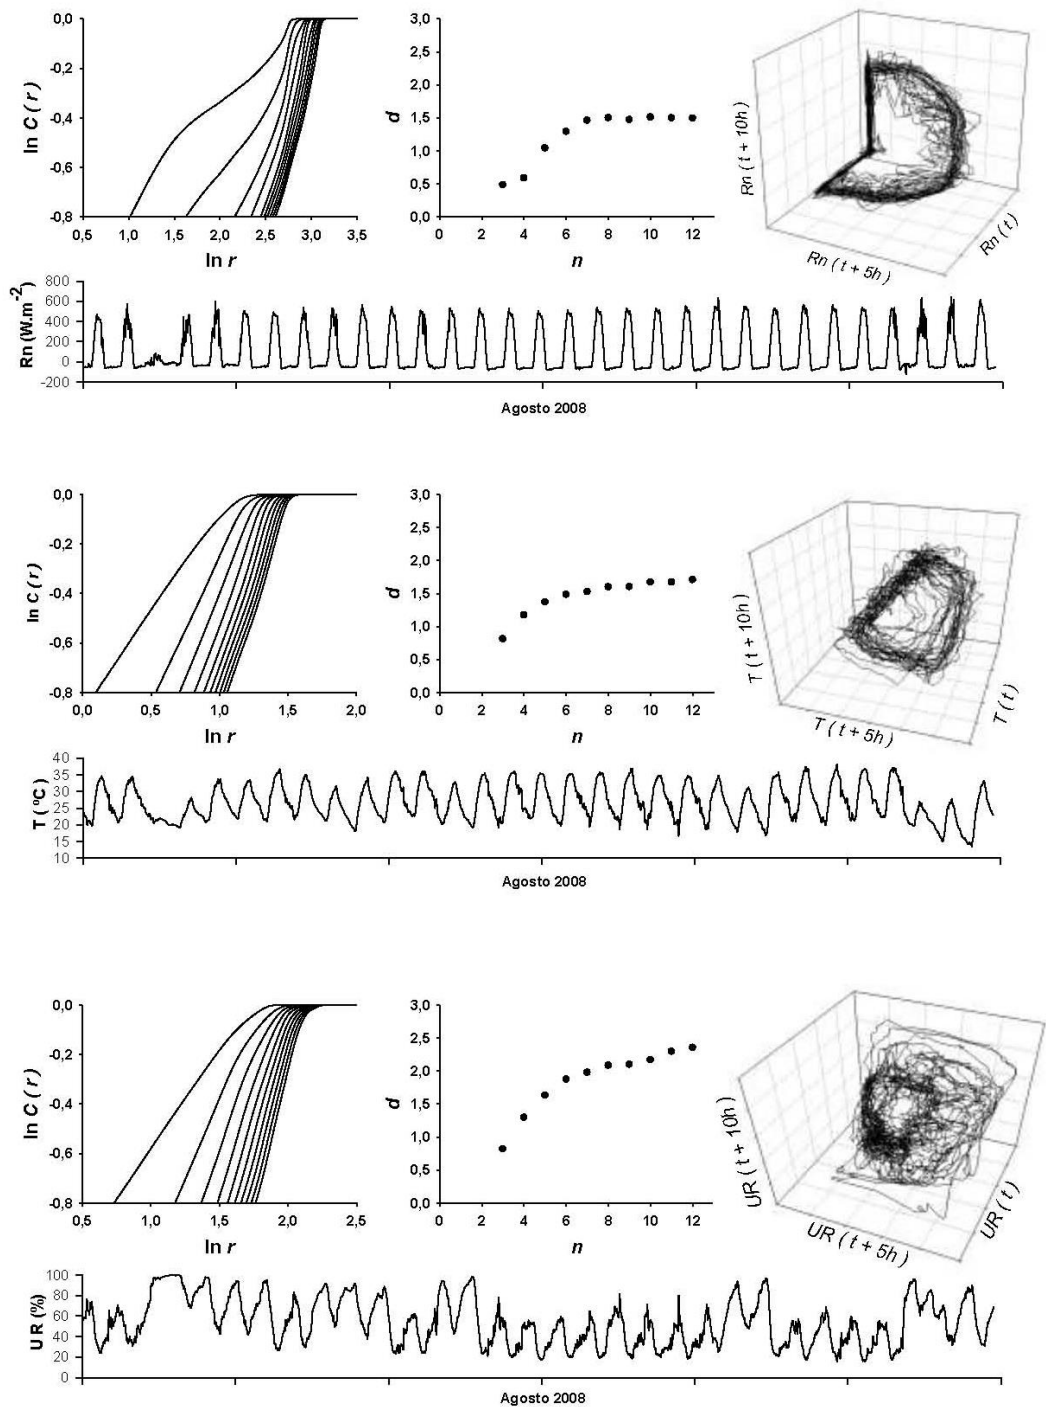 0,0
-0,2
-0,4
-0,6
-0,8
ln C ( r )
0,5 1,0 1,5 2,0 2,5 3,0 3,5
ln r
3,0
2,5
2,0
1,5
1,0
0,5
0,0
d
0 2 4 6 8 10 12
n
Rn ( t + 10h )
Rn ( t + 5h )
Rn ( t )
800
600
400
200
0
-200
Rn (W.m-2)
Agosto 2008
0,0
-0,2
-0,4
-0,6
-0,8
ln C ( r )
0,0 0,5 1,0 1,5 2,0
ln r
3,0
2,5
2,0
1,5
1,0
0,5
0,0
d
0 2 4 6 8 10 12
n
T ( t + 10h )
T ( t + 5h )
T ( t )
40
35
30
25
20
15
10
T ( ºC )
Agosto 2008
0,0
-0,2
-0,4
-0,6
-0,8
ln C ( r )
0,5 1,0 1,5 2,0 2,5
ln r
3,0
2,5
2,0
1,5
1,0
0,5
0,0
d
0 2 4 6 8 10 12
n
UR ( t + 10h )
UR ( t + 5h )
UR ( t )
100
80
60
40
20
0
UR (%)
Agosto 2008